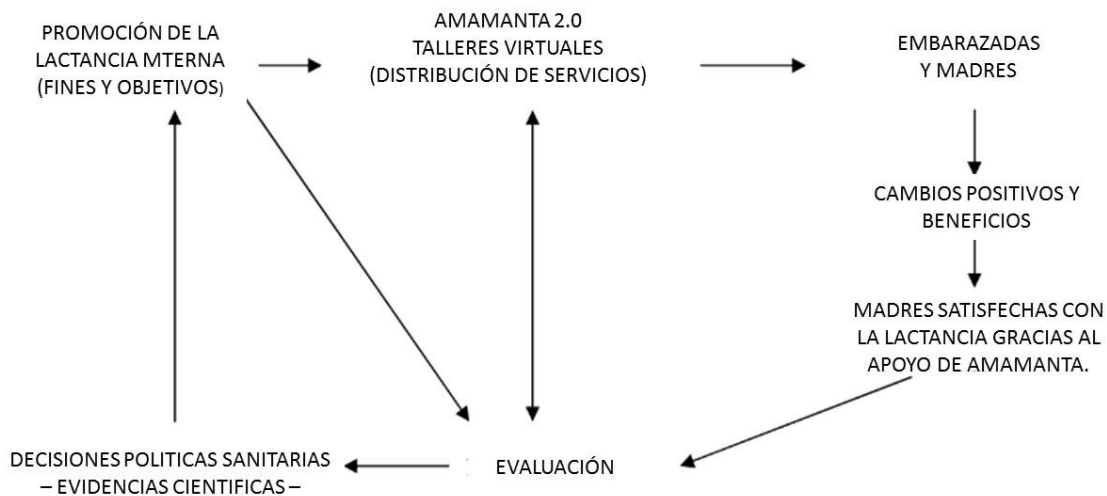 PROMOCIÓN DE LA
LACTANCIA MTERNA
(FINES Y OBJETIVOS)
AMAMANTA 2.0
TALLERES VIRTUALES
(DISTRIBUCIÓN DE SERVICIOS)
EMBARAZADAS
Y MADRES
CAMBIOS POSITIVOS Y
BENEFICIOS
MADRES SATISFECHAS CON
LA LACTANCIA GRACIAS AL
APOYO DE AMAMANTA.
EVALUACIÓN
DECISIONES POLITICAS SANITARIAS
– EVIDENCIAS CIENTIFICAS –